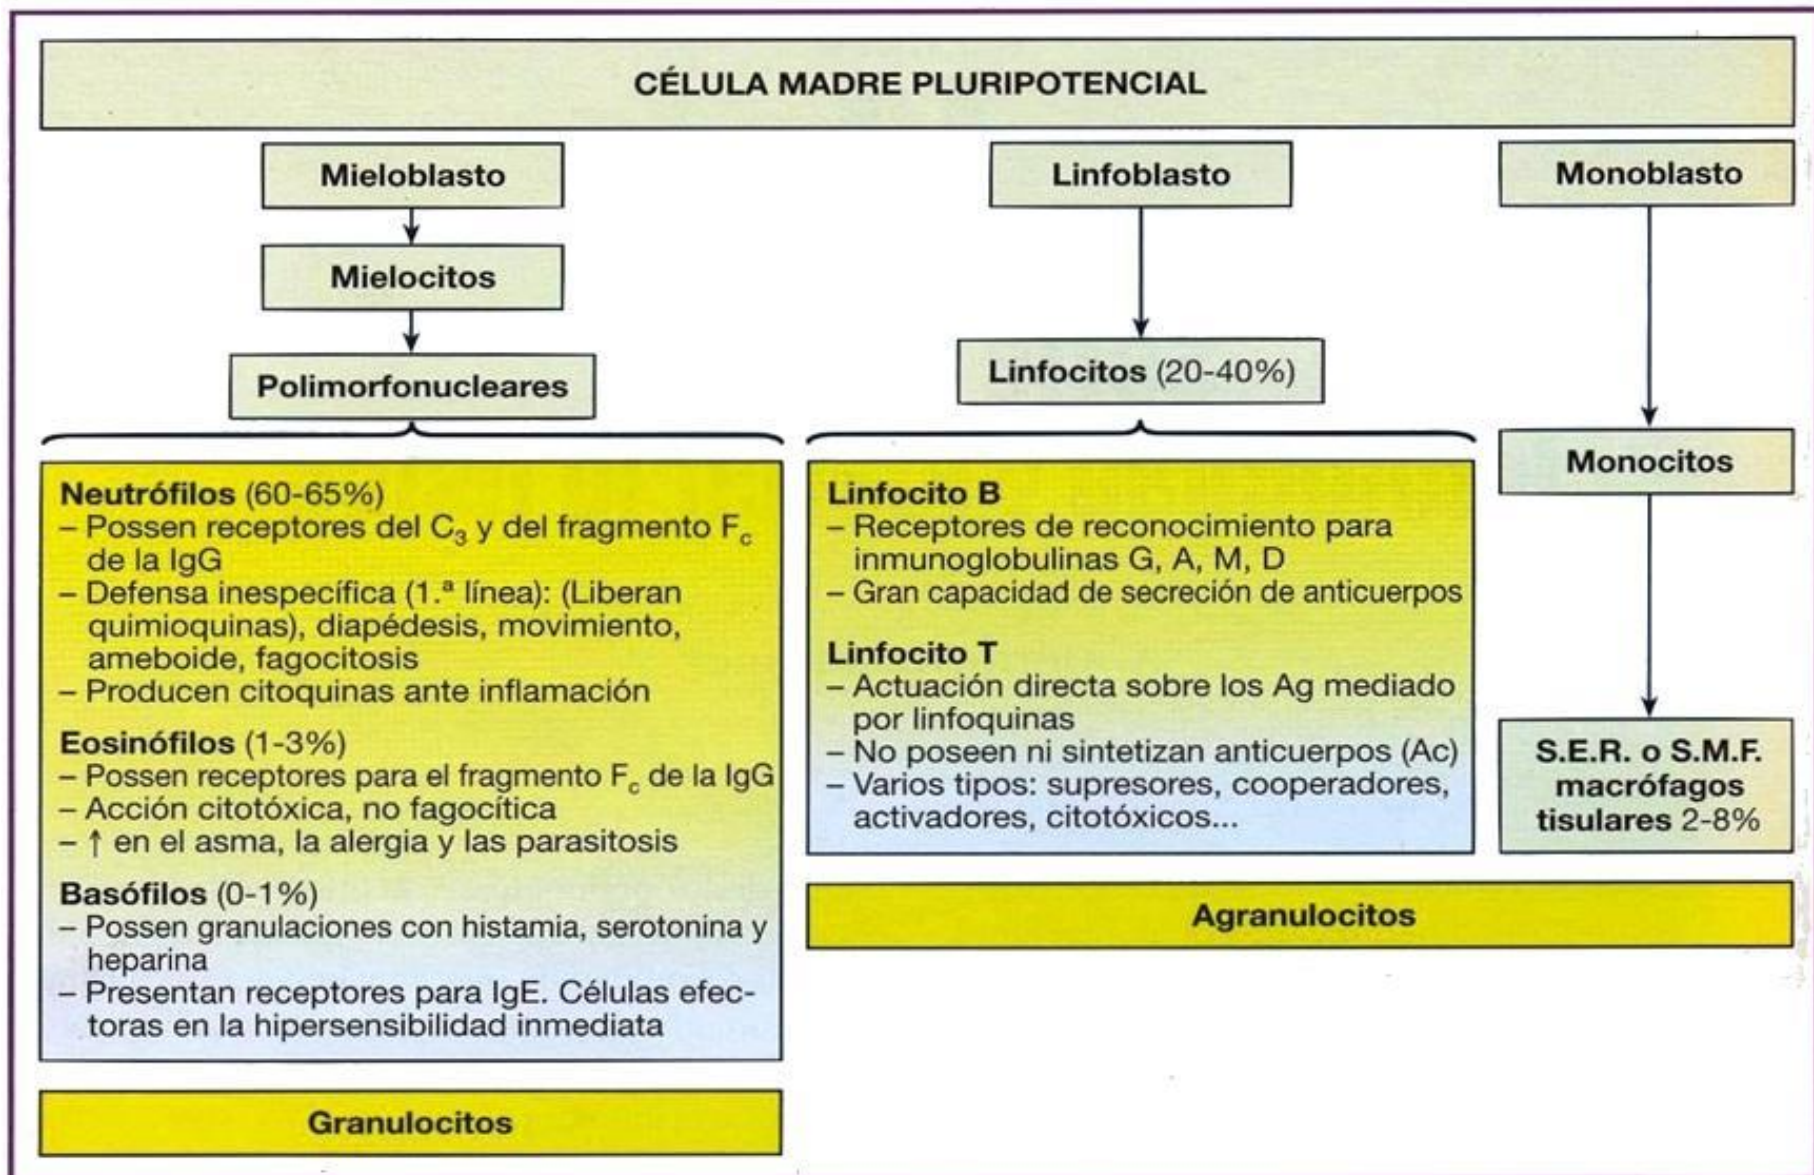 CÉLULA MADRE PLURIPOTENCIAL
Mieloblasto
Mielocitos
Polimorfonucleares
Neutrófilos (60-65%)
– Possen receptores del C₃ y del fragmento Fc
de la IgG
– Defensa inespecífica (1.ª línea): (Liberan
quimioquinas), diapédesis, movimiento,
ameboide, fagocitosis
– Producen citoquinas ante inflamación
Eosinófilos (1-3%)
– Possen receptores para el fragmento Fc de la IgG
– Acción citotóxica, no fagocítica
– ↑ en el asma, la alergia y las parasitosis
Basófilos (0-1%)
– Possen granulaciones con histamia, serotonina y
heparina
– Presentan receptores para IgE. Células efec-
toras en la hipersensibilidad inmediata
Granulocitos
Linfoblasto
Linfocitos (20-40%)
Linfocito B
– Receptores de reconocimiento para
inmunoglobulinas G, A, M, D
– Gran capacidad de secreción de anticuerpos
Linfocito T
– Actuación directa sobre los Ag mediado
por linfoquinas
– No poseen ni sintetizan anticuerpos (Ac)
– Varios tipos: supresores, cooperadores,
activadores, citotóxicos...
Monoblasto
Monocitos
S.E.R. o S.M.F.
macrófagos
tisulares 2-8%
Agranulocitos